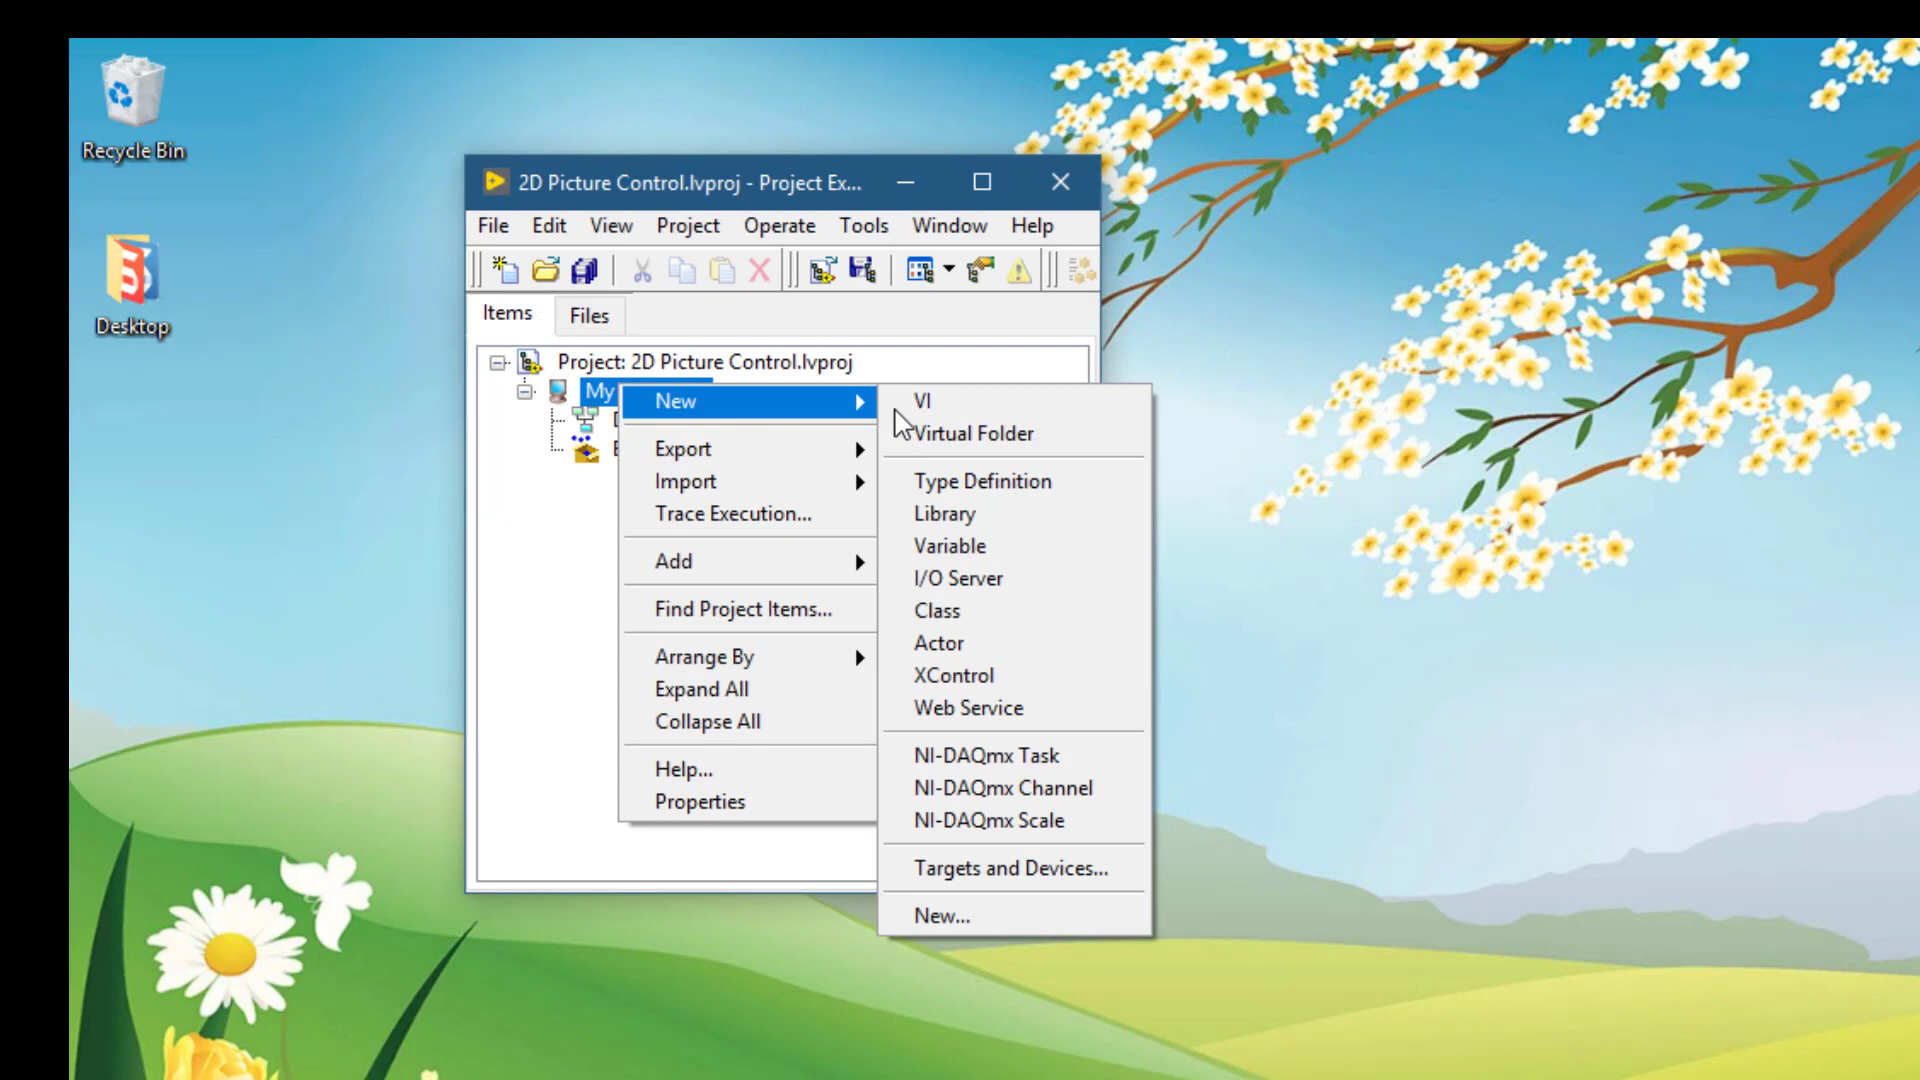 Recycle Bin
Desktop
2D Picture Control.lvproj - Project Ex...
File Edit View Project Operate Tools Window Help
Items Files
Project: 2D Picture Control.lvproj
My
New
Export
Import
Trace Execution...
Add
Find Project Items...
Arrange By
Expand All
Collapse All
Help...
Properties
VI
Virtual Folder
Type Definition
Library
Variable
I/O Server
Class
Actor
XControl
Web Service
NI-DAQmx Task
NI-DAQmx Channel
NI-DAQmx Scale
Targets and Devices...
New...